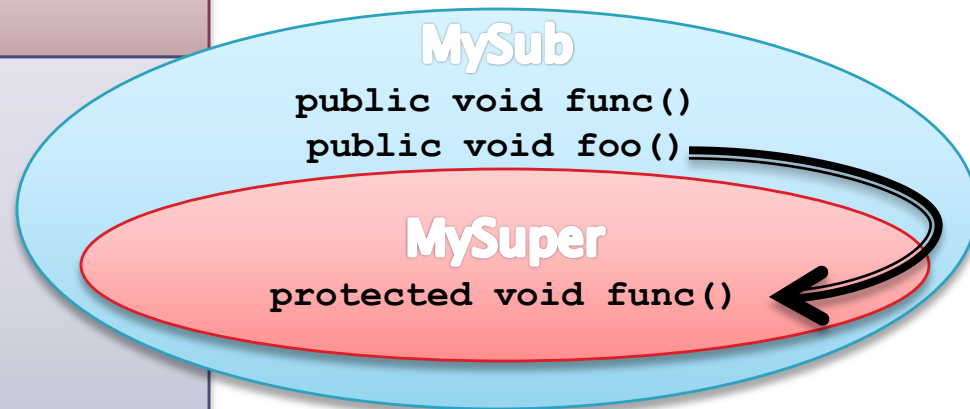 MySub
public void func()
public void foo()
MySuper
protected void func()